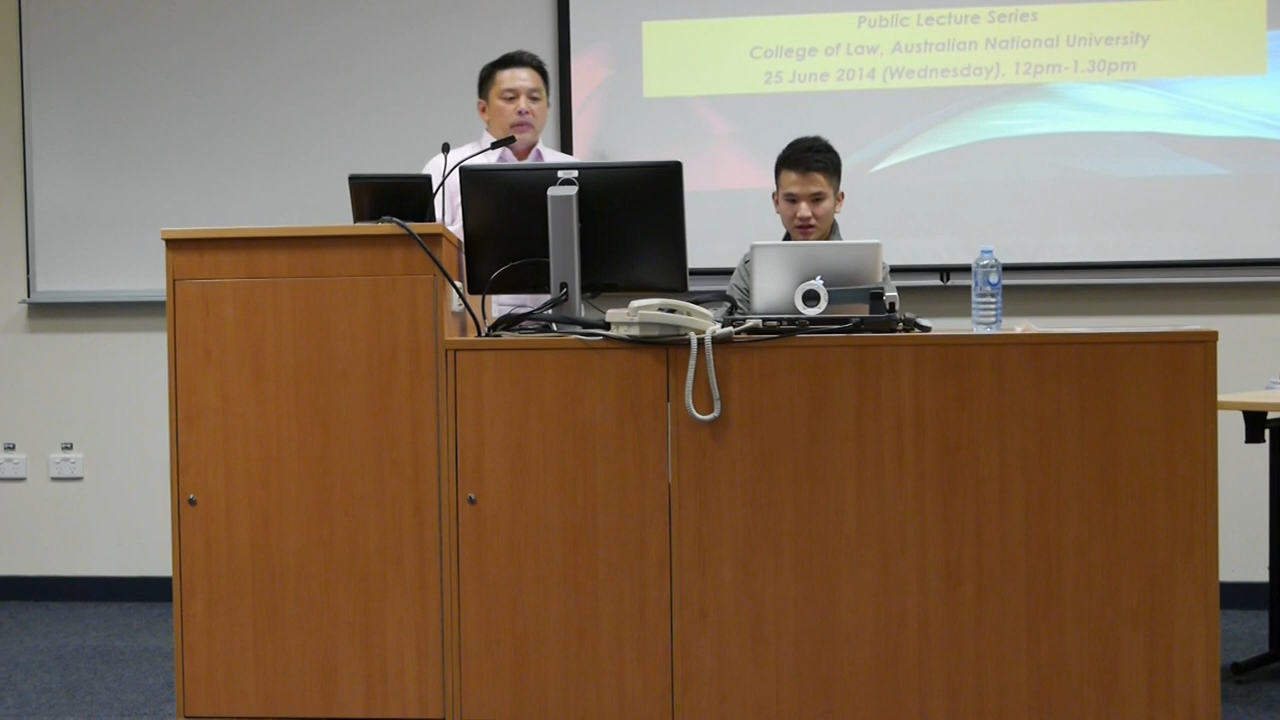 Public Lecture Series
College of Law, Australian National University
25 June 2014 (Wednesday), 12pm-1.30pm